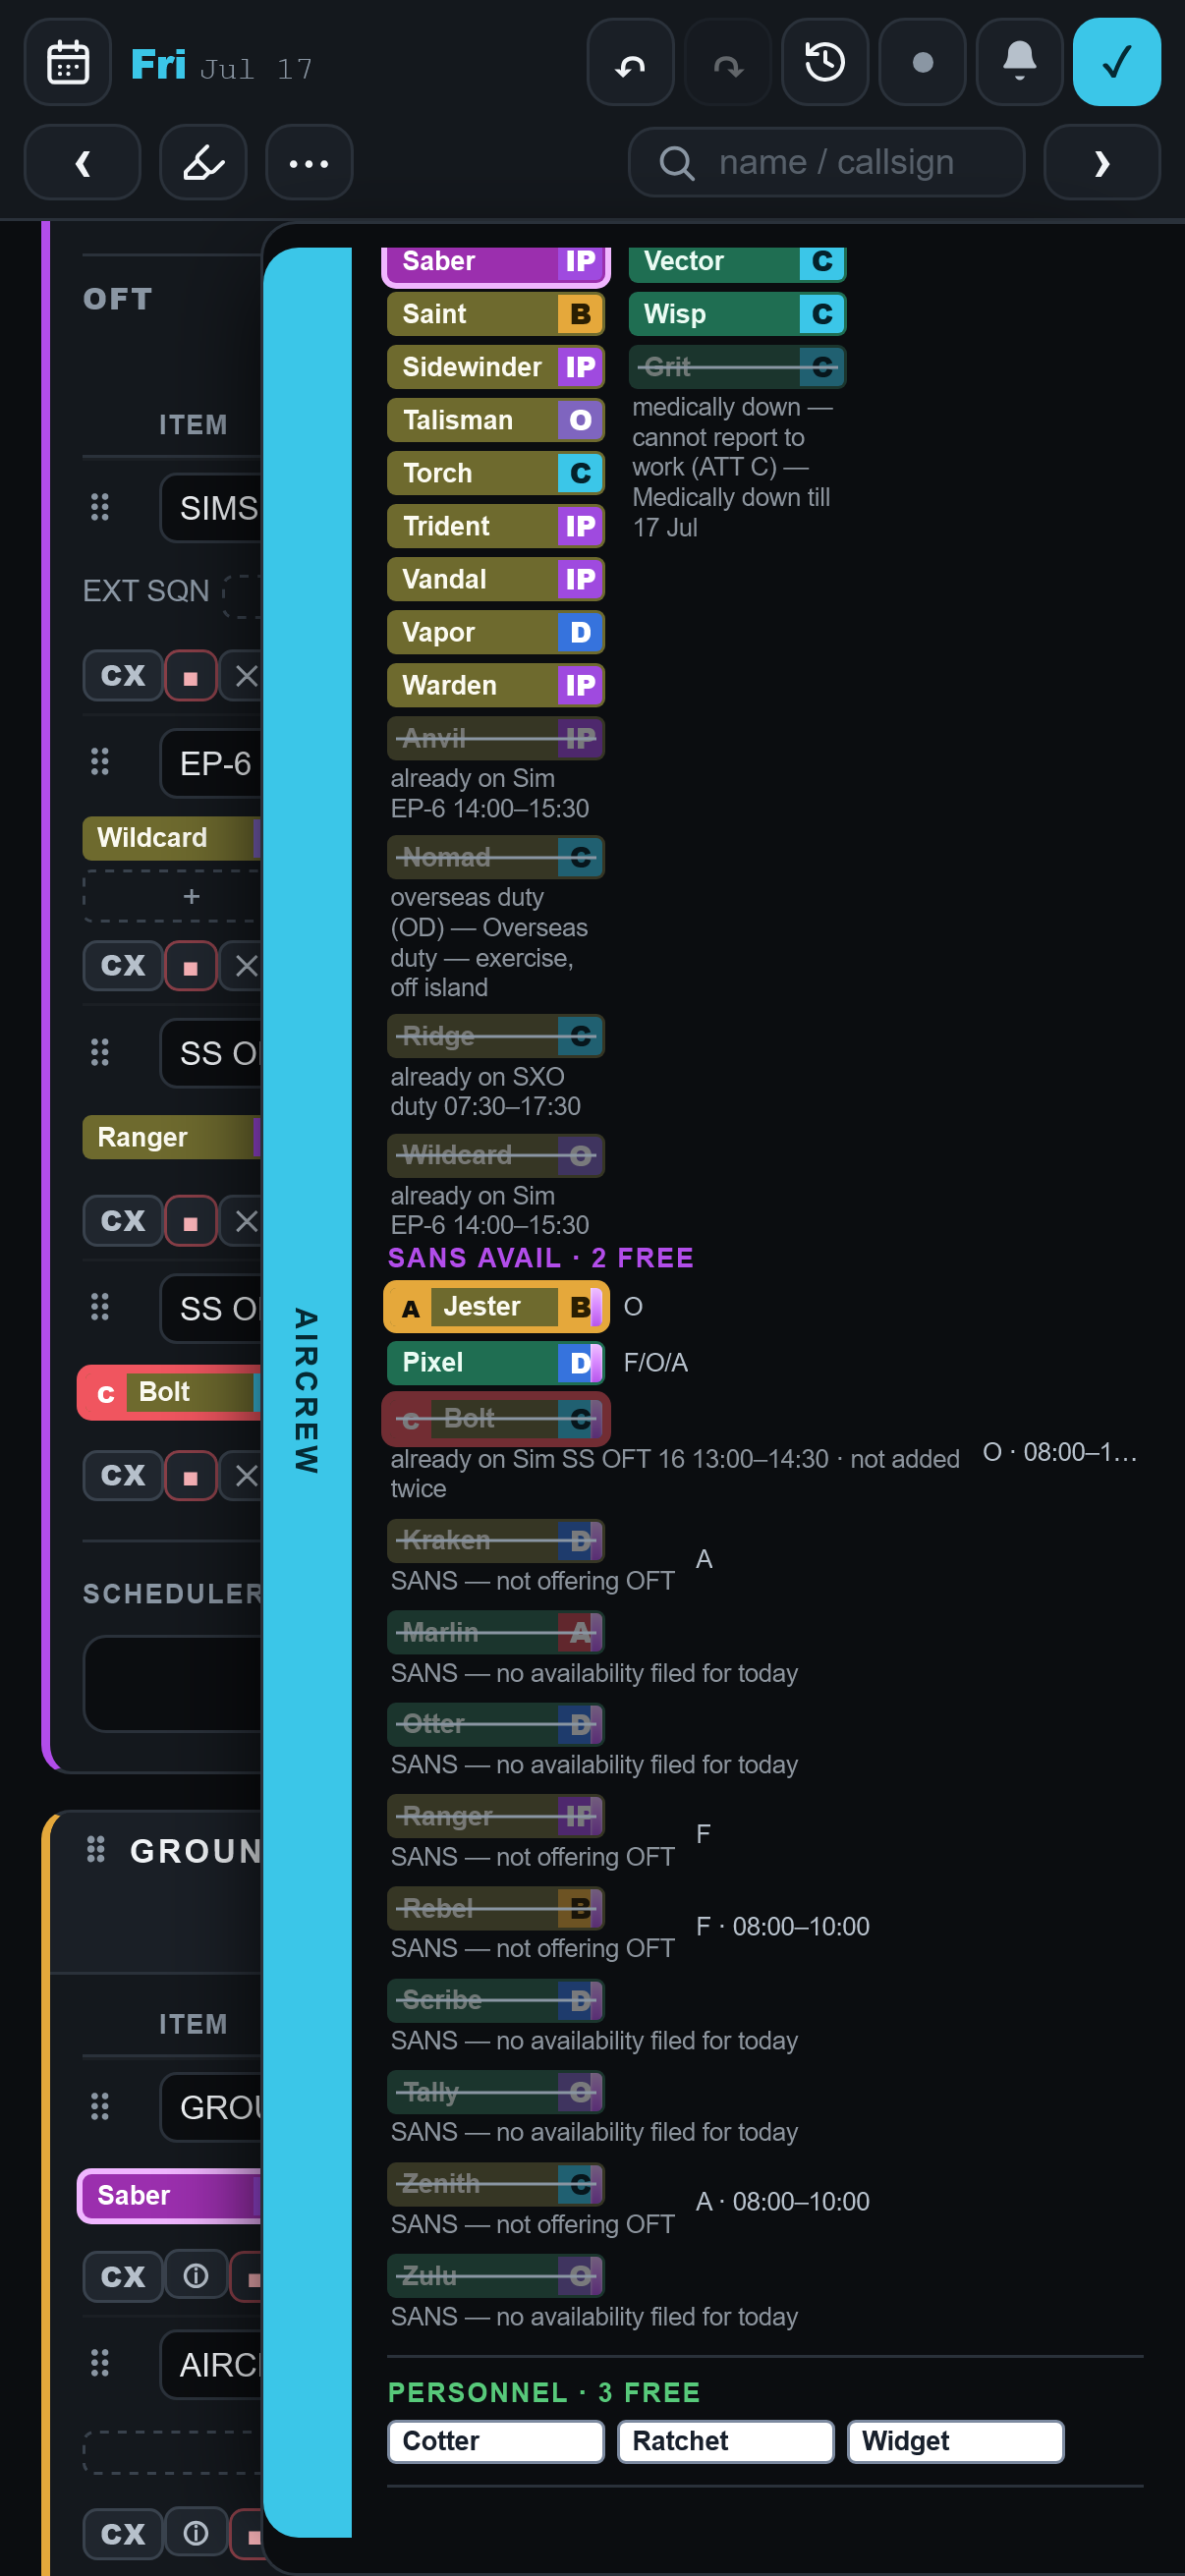 Fri Jul 17
name / callsign
OFT
ITEM
SIMS
EXT SQN
CX
EP-6
Wildcard
+
CX
SS O
Ranger
CX
SS O
C Bolt
CX
SCHEDULER
GROUN
ITEM
GROU
Saber
CX
AIRC
CX
AIRCREW
Saber IP
Saint B
Sidewinder IP
Talisman O
Torch C
Trident IP
Vandal IP
Vapor D
Warden IP
Anvil IP
already on Sim
EP-6 14:00–15:30
Nomad C
overseas duty
(OD) — Overseas
duty — exercise,
off island
Ridge C
already on SXO
duty 07:30–17:30
Wildcard O
already on Sim
EP-6 14:00–15:30
Vector C
Wisp C
Grit C
medically down —
cannot report to
work (ATT C) —
Medically down till
17 Jul
SANS AVAIL · 2 FREE
A Jester B O
Pixel D F/O/A
C Bolt C
already on Sim SS OFT 16 13:00–14:30 · not added
twice
O · 08:00–1…
Kraken D
SANS — not offering OFT
A
Marlin A
SANS — no availability filed for today
Otter D
SANS — no availability filed for today
Ranger IP
SANS — not offering OFT
F
Rebel B
SANS — not offering OFT
F · 08:00–10:00
Scribe D
SANS — no availability filed for today
Tally O
SANS — no availability filed for today
Zenith C
SANS — not offering OFT
A · 08:00–10:00
Zulu O
SANS — no availability filed for today
PERSONNEL · 3 FREE
Cotter
Ratchet
Widget